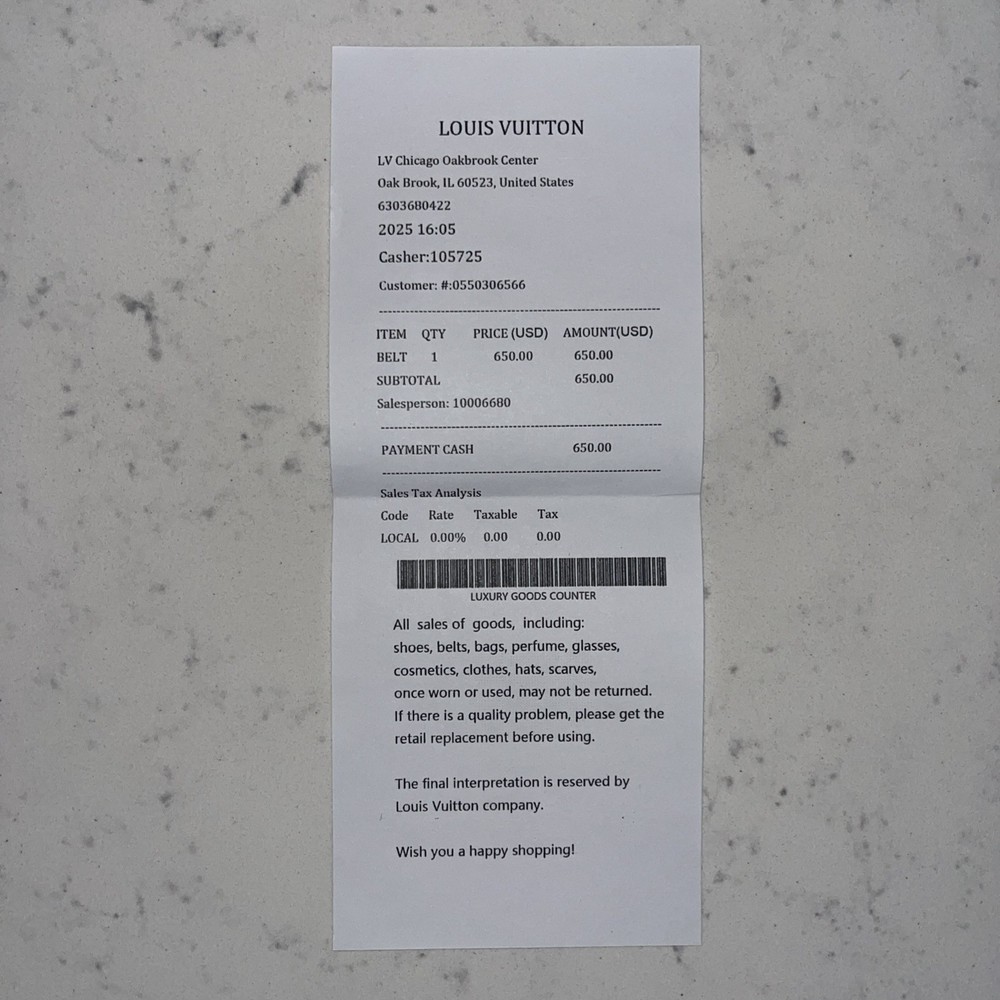 LOUIS VUITTON
LV Chicago Oakbrook Center
Oak Brook, IL 60523, United States
6303680422
2025 16:05
Casher:105725
Customer: #:0550306566
ITEM QTY PRICE (USD) AMOUNT(USD)
BELT 1 650.00 650.00
SUBTOTAL 650.00
Salesperson: 10006680
PAYMENT CASH 650.00
Sales Tax Analysis
Code Rate Taxable Tax
LOCAL 0.00% 0.00 0.00
LUXURY GOODS COUNTER
All sales of goods, including:
shoes, belts, bags, perfume, glasses,
cosmetics, clothes, hats, scarves,
once worn or used, may not be returned.
If there is a quality problem, please get the
retail replacement before using.
The final interpretation is reserved by
Louis Vuitton company.
Wish you a happy shopping!